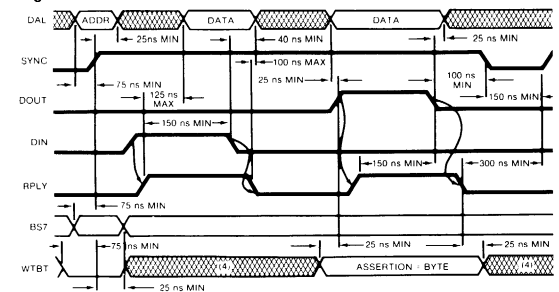 DAL ADDR DATA DATA
25ns MIN 40 ns MIN 25 ns MIN
SYNC
100 ns MAX
75 ns MIN 125 ns MAX 25 ns MIN 100 ns MIN 150 ns MIN
DOUT
150 ns MIN
DIN
150 ns MIN 300 ns MIN
RPLY
75 ns MIN
BS7
75 ns MIN 25 ns MIN 25 ns MIN
WTBT (4) ASSERTION = BYTE (4)
25 ns MIN